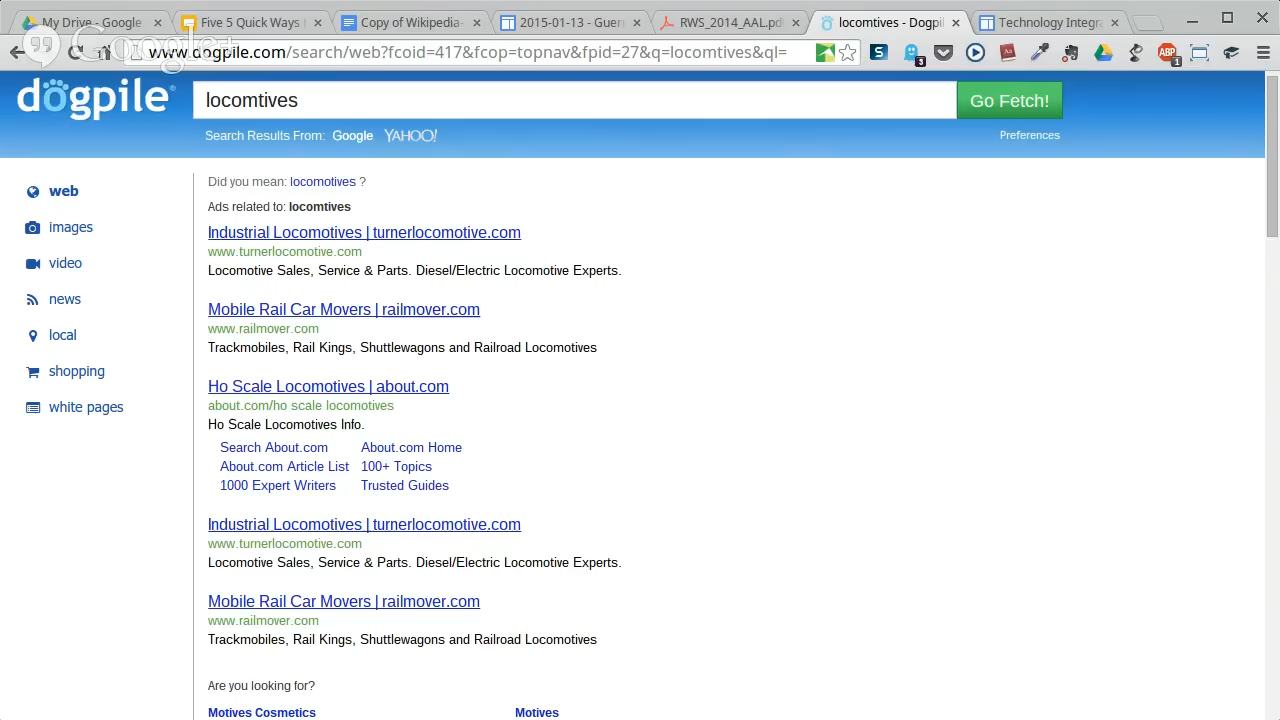 My Drive - Google
Five 5 Quick Ways
Copy of Wikipedia-
2015-01-13 - Guer
RWS_2014_AAL.pd
locomtives - Dogpil
Technology Integra
Google+
www.dogpile.com/search/web?fcoid=417&fcop=topnav&fpid=27&q=locomtives&ql=
3
ABP
1
dogpile
locomtives
Go Fetch!
Search Results From: Google YAHOO!
Preferences
web
images
video
news
local
shopping
white pages
Did you mean: locomotives ?
Ads related to: locomtives
Industrial Locomotives | turnerlocomotive.com
www.turnerlocomotive.com
Locomotive Sales, Service & Parts. Diesel/Electric Locomotive Experts.
Mobile Rail Car Movers | railmover.com
www.railmover.com
Trackmobiles, Rail Kings, Shuttlewagons and Railroad Locomotives
Ho Scale Locomotives | about.com
about.com/ho scale locomotives
Ho Scale Locomotives Info.
Search About.com About.com Home
About.com Article List 100+ Topics
1000 Expert Writers Trusted Guides
Industrial Locomotives | turnerlocomotive.com
www.turnerlocomotive.com
Locomotive Sales, Service & Parts. Diesel/Electric Locomotive Experts.
Mobile Rail Car Movers | railmover.com
www.railmover.com
Trackmobiles, Rail Kings, Shuttlewagons and Railroad Locomotives
Are you looking for?
Motives Cosmetics Motives